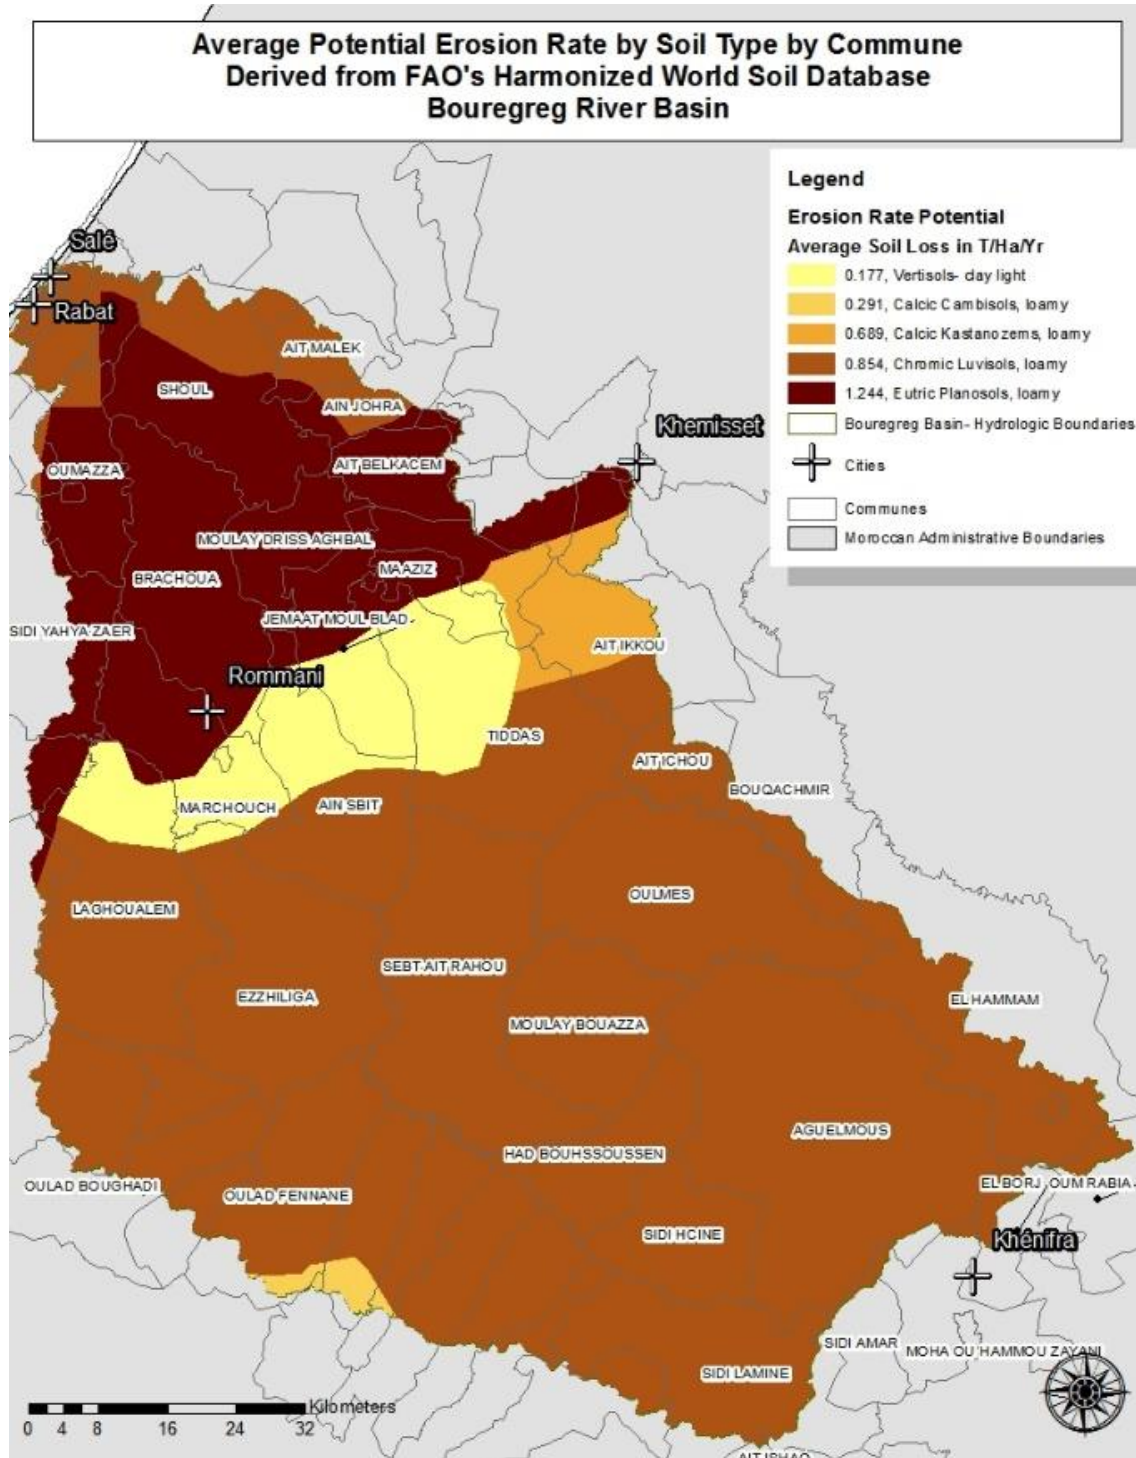 Average Potential Erosion Rate by Soil Type by Commune
Derived from FAO's Harmonized World Soil Database
Bouregreg River Basin
Legend
Erosion Rate Potential
Average Soil Loss in T/Ha/Yr
0.177, Vertisols- clay light
0.291, Calcic Cambisols, loamy
0.689, Calcic Kastanozems, loamy
0.854, Chromic Luvisols, loamy
1.244, Eutric Planosols, loamy
Bouregreg Basin- Hydrologic Boundaries
Cities
Communes
Moroccan Administrative Boundaries
Salé
Rabat
AIT MALEK
SHOUL
AIN JOHRA
Khemisset
OUMAZZA
AIT BELKACEM
MOULAY DRISS AGHBAL
MAAZIZ
BRACHOUA
JEMAAT MOUL BLAD
SIDI YAHYA ZAER
AIT IKKOU
Rommani
TIDDAS
AIT ICHOU
BOUQACHMIR
MARCHOUCH
AIN SBIT
OULMES
LAGHOUALEM
SEBT AIT RAHOU
EZZHILIGA
EL HAMMAM
MOULAY BOUAZZA
AGUELMOUS
HAD BOUHSSOUSSEN
OULAD BOUGHADI
OULAD FENNANE
EL BORJ
OUM RABIA
SIDI HCINE
Khénifra
SIDI AMAR
MOHA OU HAMMOU ZAYANI
SIDI LAMINE
Kilometers
0 4 8 16 24 32
AIT ISHAQ